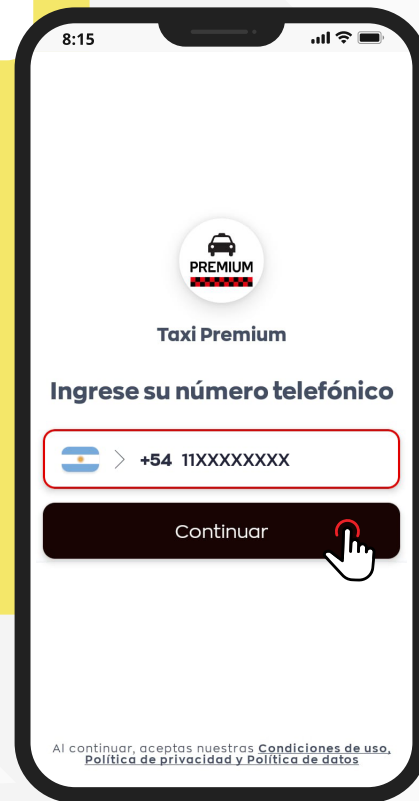 8:15
PREMIUM
Taxi Premium
Ingrese su número telefónico
+54 11XXXXXXXX
Continuar
Al continuar, aceptas nuestras Condiciones de uso,
Política de privacidad y Política de datos